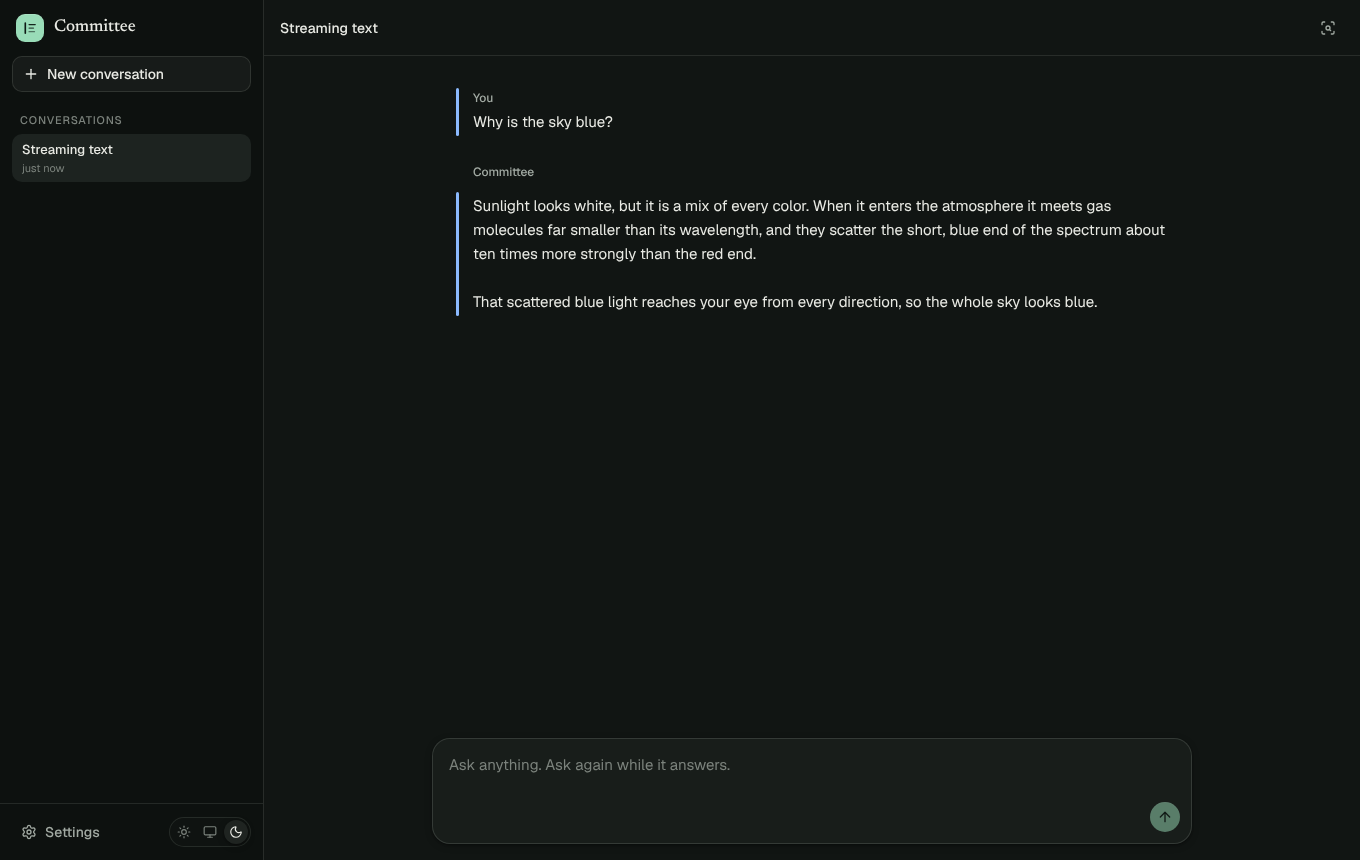 Committee
New conversation
CONVERSATIONS
Streaming text
just now
Settings
Streaming text
You
Why is the sky blue?
Committee
Sunlight looks white, but it is a mix of every color. When it enters the atmosphere it meets gas
molecules far smaller than its wavelength, and they scatter the short, blue end of the spectrum about
ten times more strongly than the red end.
That scattered blue light reaches your eye from every direction, so the whole sky looks blue.
Ask anything. Ask again while it answers.